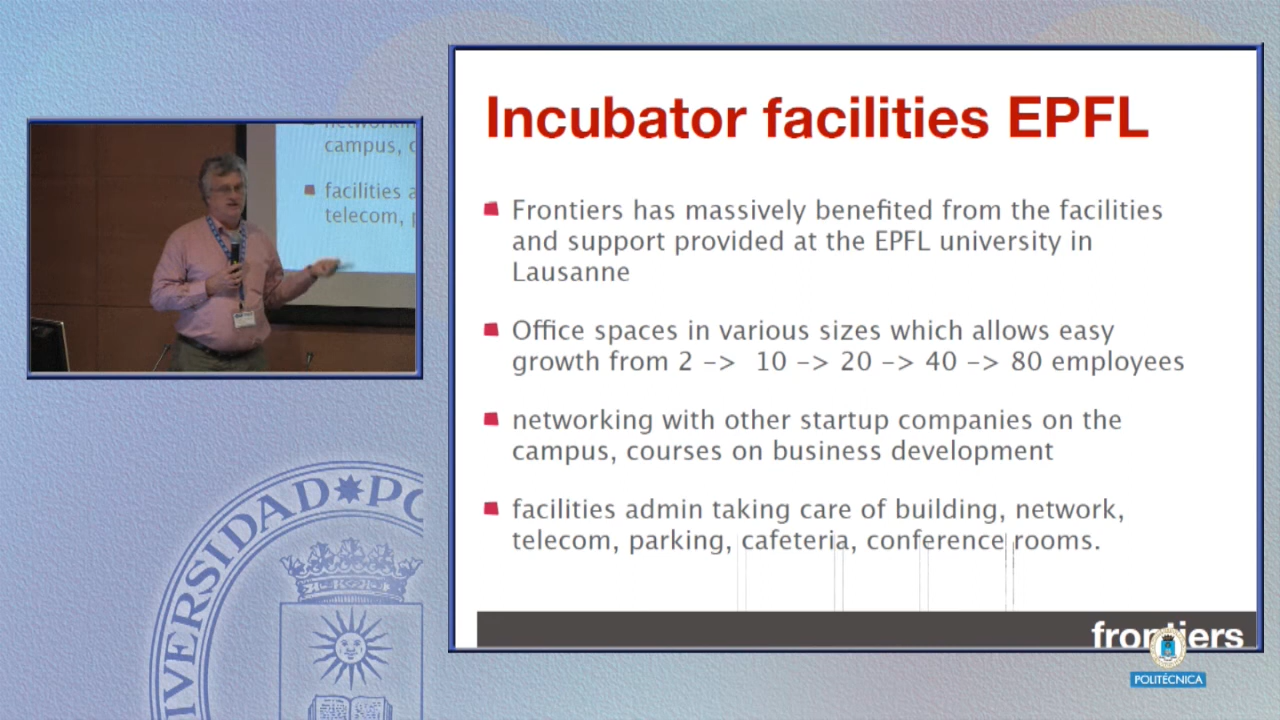 Incubator facilities EPFL
Frontiers has massively benefited from the facilities
and support provided at the EPFL university in
Lausanne
Office spaces in various sizes which allows easy
growth from 2 -> 10 -> 20 -> 40 -> 80 employees
networking with other startup companies on the
campus, courses on business development
facilities admin taking care of building, network,
telecom, parking, cafeteria, conference rooms.
frontiers
POLITÉCNICA
campus,
facilities
telecom,